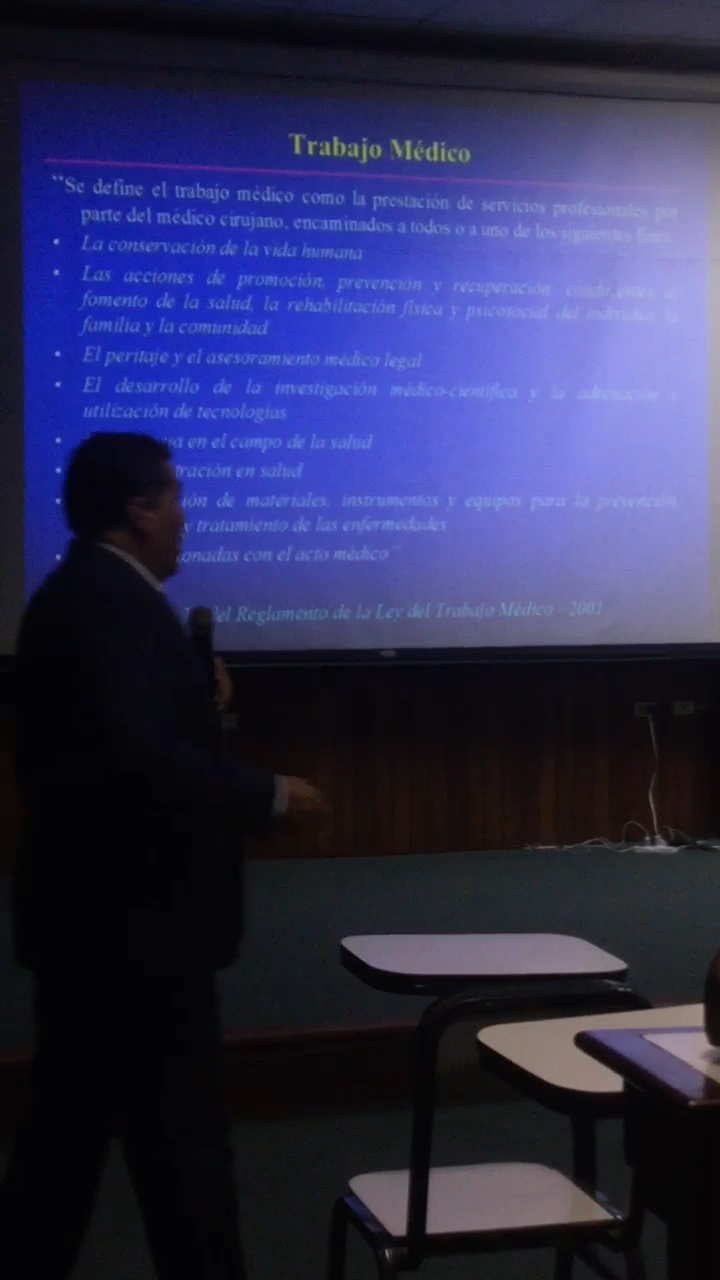 Trabajo Médico
“Se define el trabajo médico como la prestación de servicios profesionales por
parte del médico cirujano, encaminados a todos o a uno de los siguientes fines
• La conservación de la vida humana
• Las acciones de promoción, prevención y recuperación,
fomento de la salud, la rehabilitación física y psicosocial del individuo, la
familia y la comunidad
• El peritaje y el asesoramiento médico legal
• El desarrollo de la investigación médico-científica y la
utilización de tecnologías
• en el campo de la salud
• en salud
• de materiales, instrumentos y equipos para la prevención
y tratamiento de las enfermedades
• con el acto médico”
del Reglamento de la Ley del Trabajo Médico - 2001